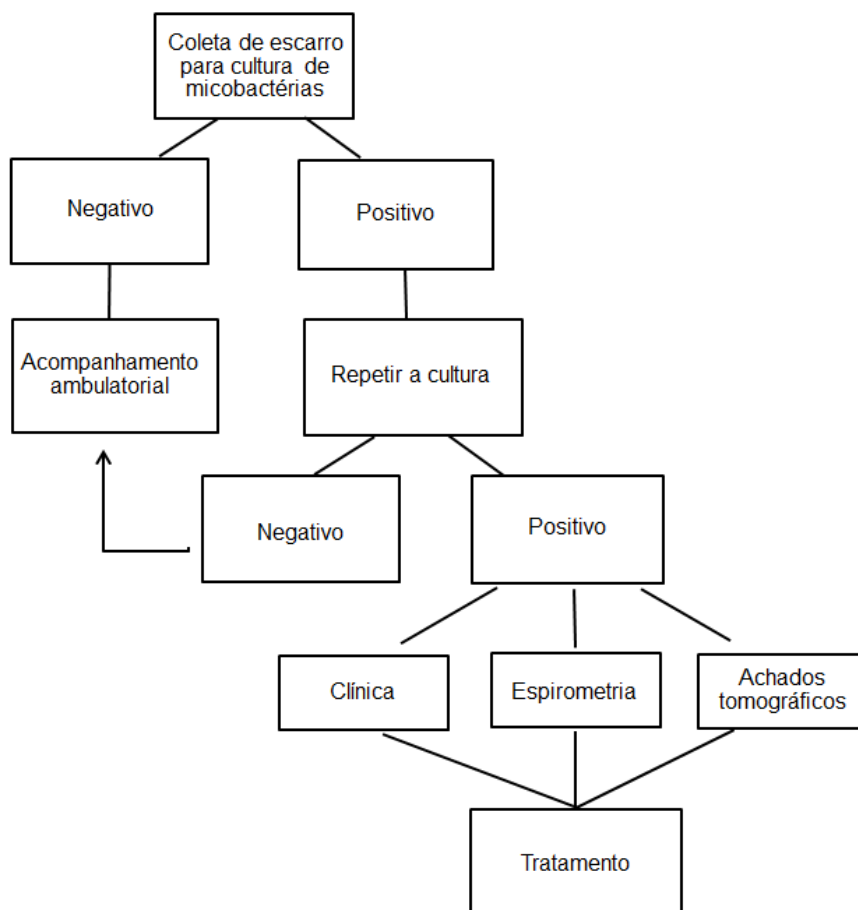 Coleta de escarro
para cultura de
micobactérias
Negativo
Positivo
Acompanhamento
ambulatorial
Repetir a cultura
Negativo
Positivo
Clínica
Espirometria
Achados
tomográficos
Tratamento